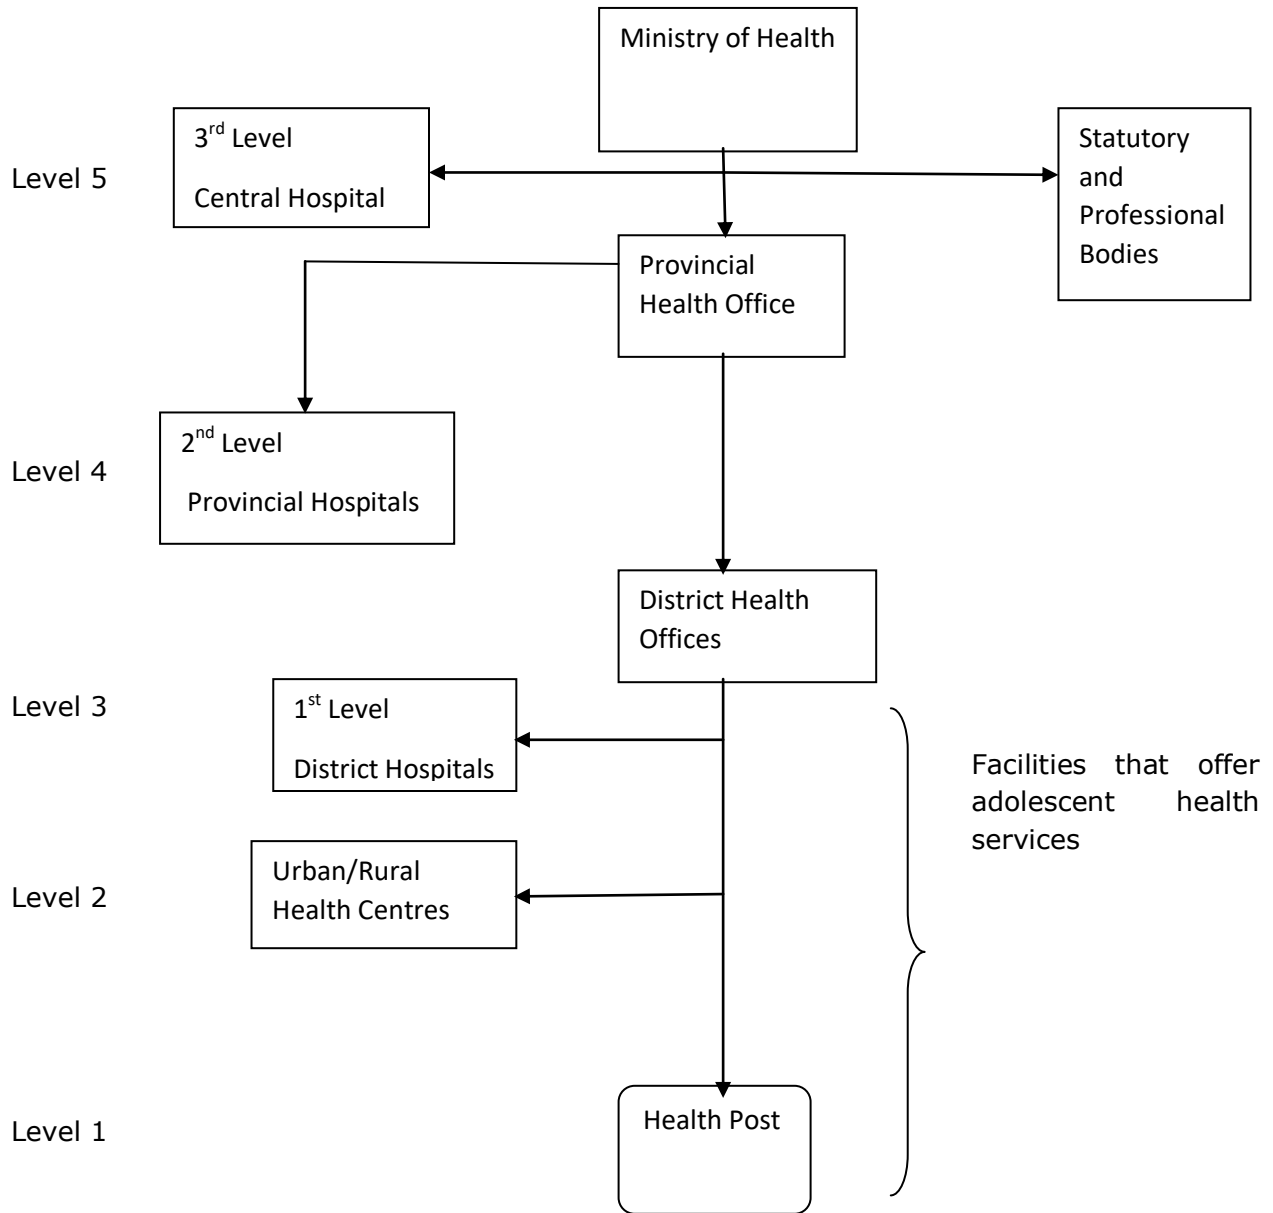 Ministry of Health
3rd Level
Central Hospital
Statutory
and
Professional
Bodies
Level 5
Provincial
Health Office
2nd Level
Provincial Hospitals
Level 4
District Health
Offices
Level 3
1st Level
District Hospitals
Facilities that offer
adolescent health
services
Urban/Rural
Health Centres
Level 2
Health Post
Level 1